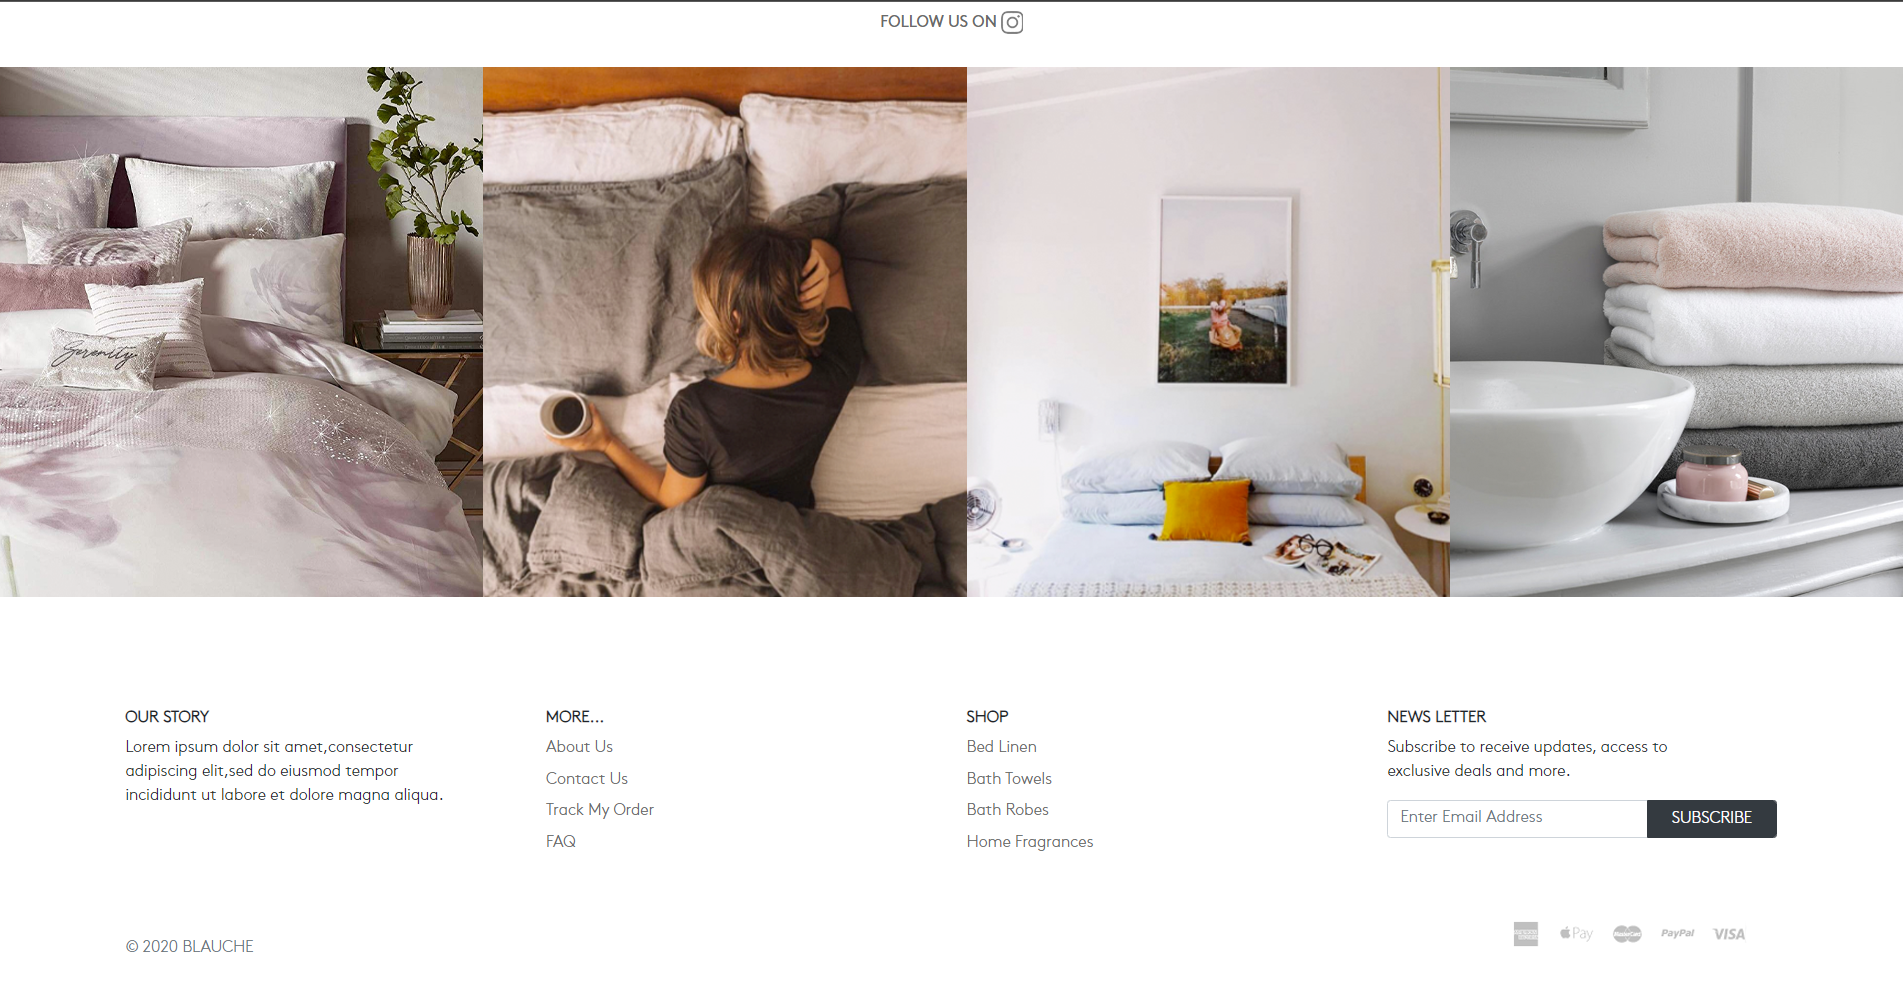 FOLLOW US ON
Serenity
OUR STORY
Lorem ipsum dolor sit amet,consectetur
adipiscing elit,sed do eiusmod tempor
incididunt ut labore et dolore magna aliqua.
MORE...
About Us
Contact Us
Track My Order
FAQ
SHOP
Bed Linen
Bath Towels
Bath Robes
Home Fragrances
NEWS LETTER
Subscribe to receive updates, access to
exclusive deals and more.
Enter Email Address
SUBSCRIBE
© 2020 BLAUCHE
Pay
MasterCard
PayPal
VISA